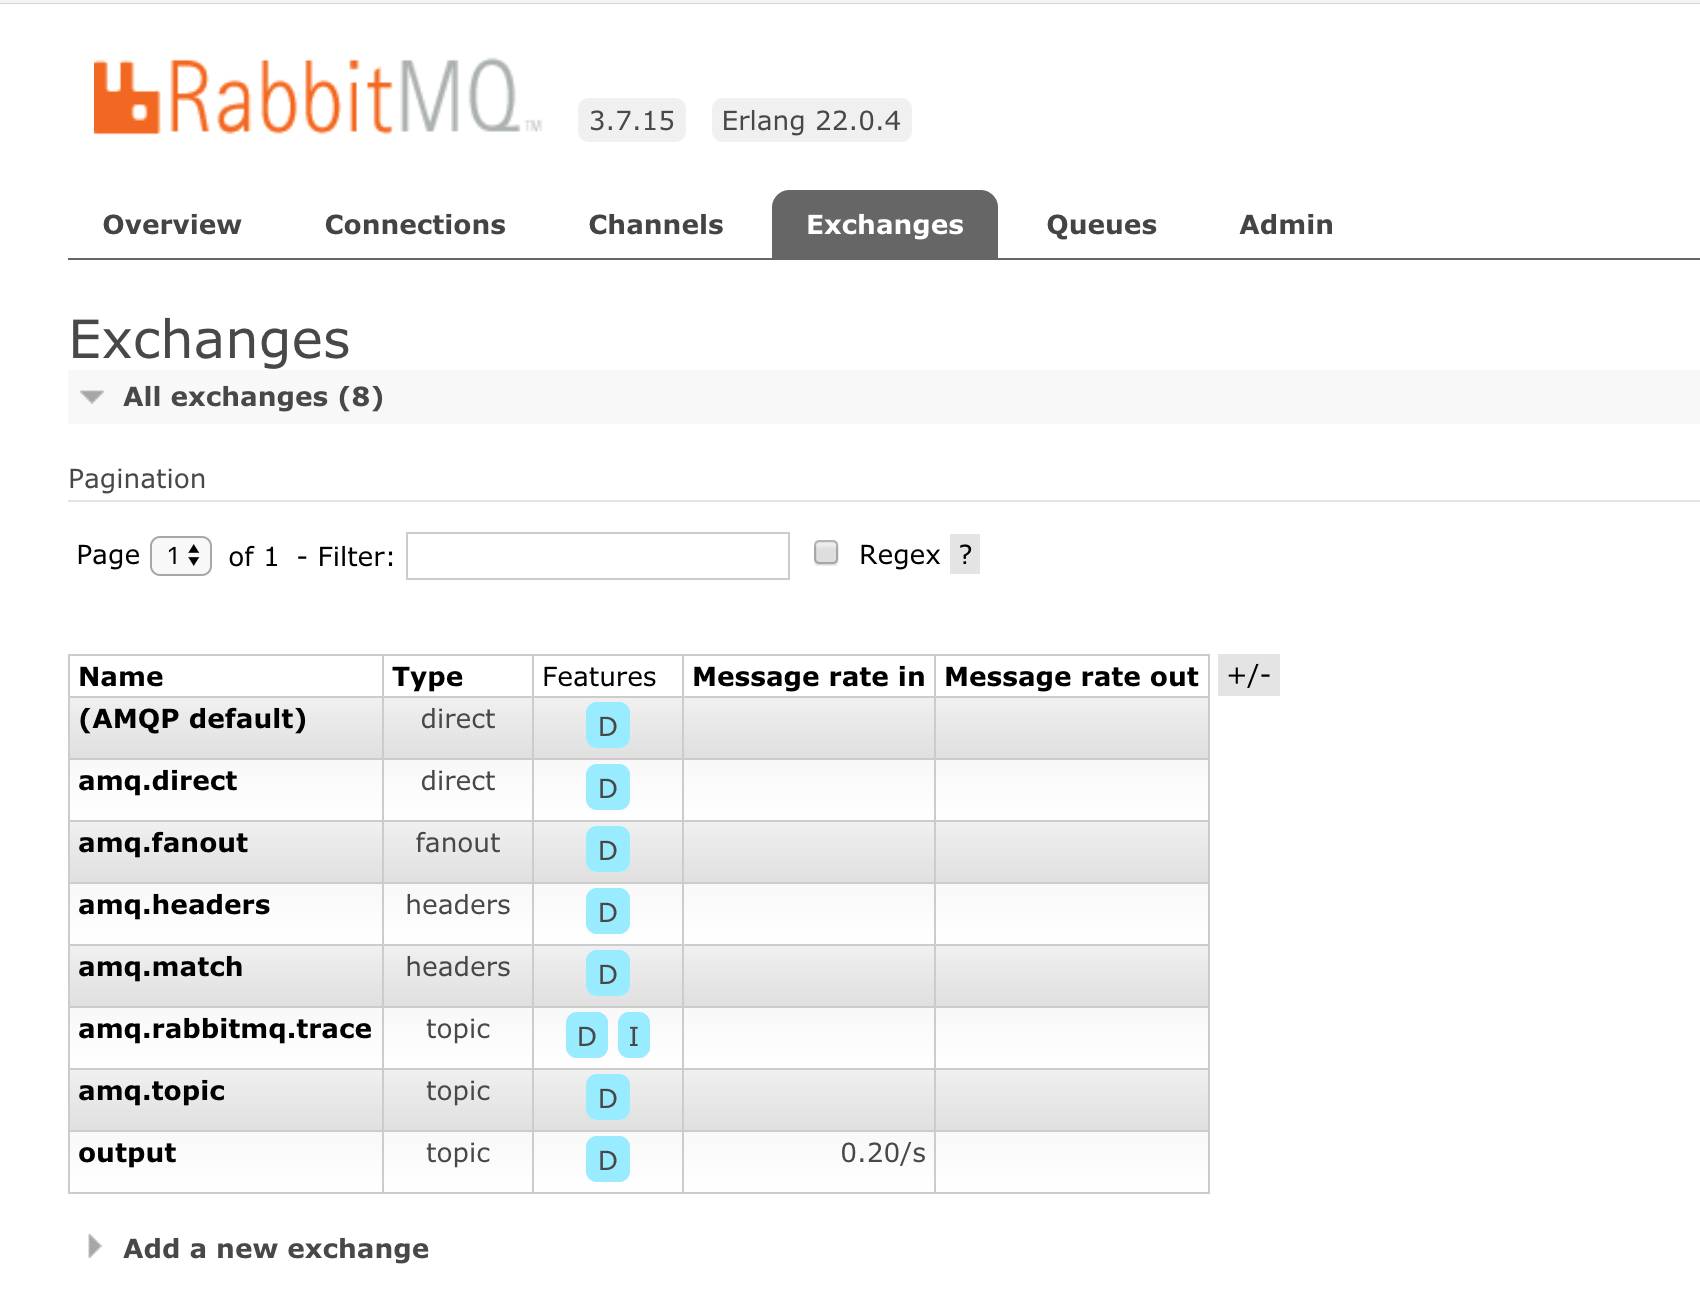 RabbitMQ™ 3.7.15 Erlang 22.0.4
Overview Connections Channels Exchanges Queues Admin
Exchanges
All exchanges (8)
Pagination
Page 1 of 1 - Filter: Regex ?
Name Type Features Message rate in Message rate out +/-
(AMQP default) direct D
amq.direct direct D
amq.fanout fanout D
amq.headers headers D
amq.match headers D
amq.rabbitmq.trace topic D I
amq.topic topic D
output topic D 0.20/s
Add a new exchange